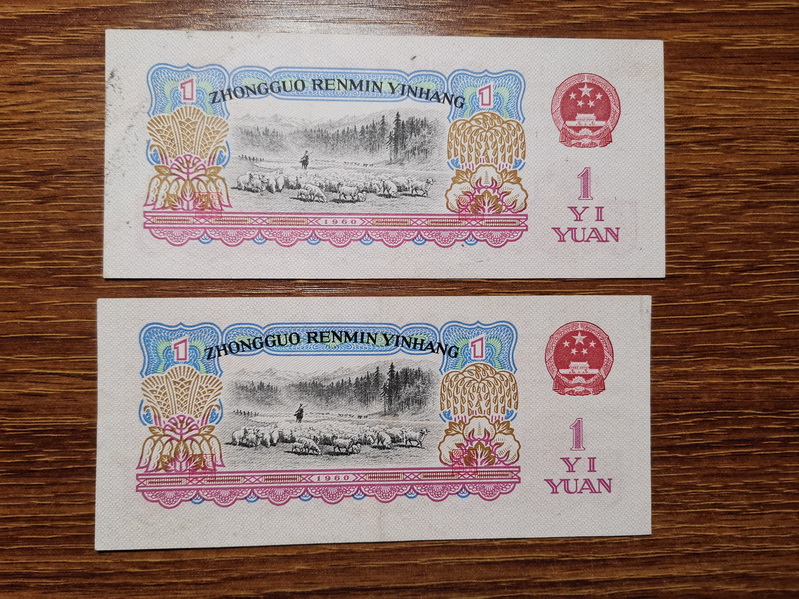 1 ZHONGGUO RENMIN YINHANG 1
1960
1
YI
YUAN
1 ZHONGGUO RENMIN YINHANG 1
1960
1
YI
YUAN